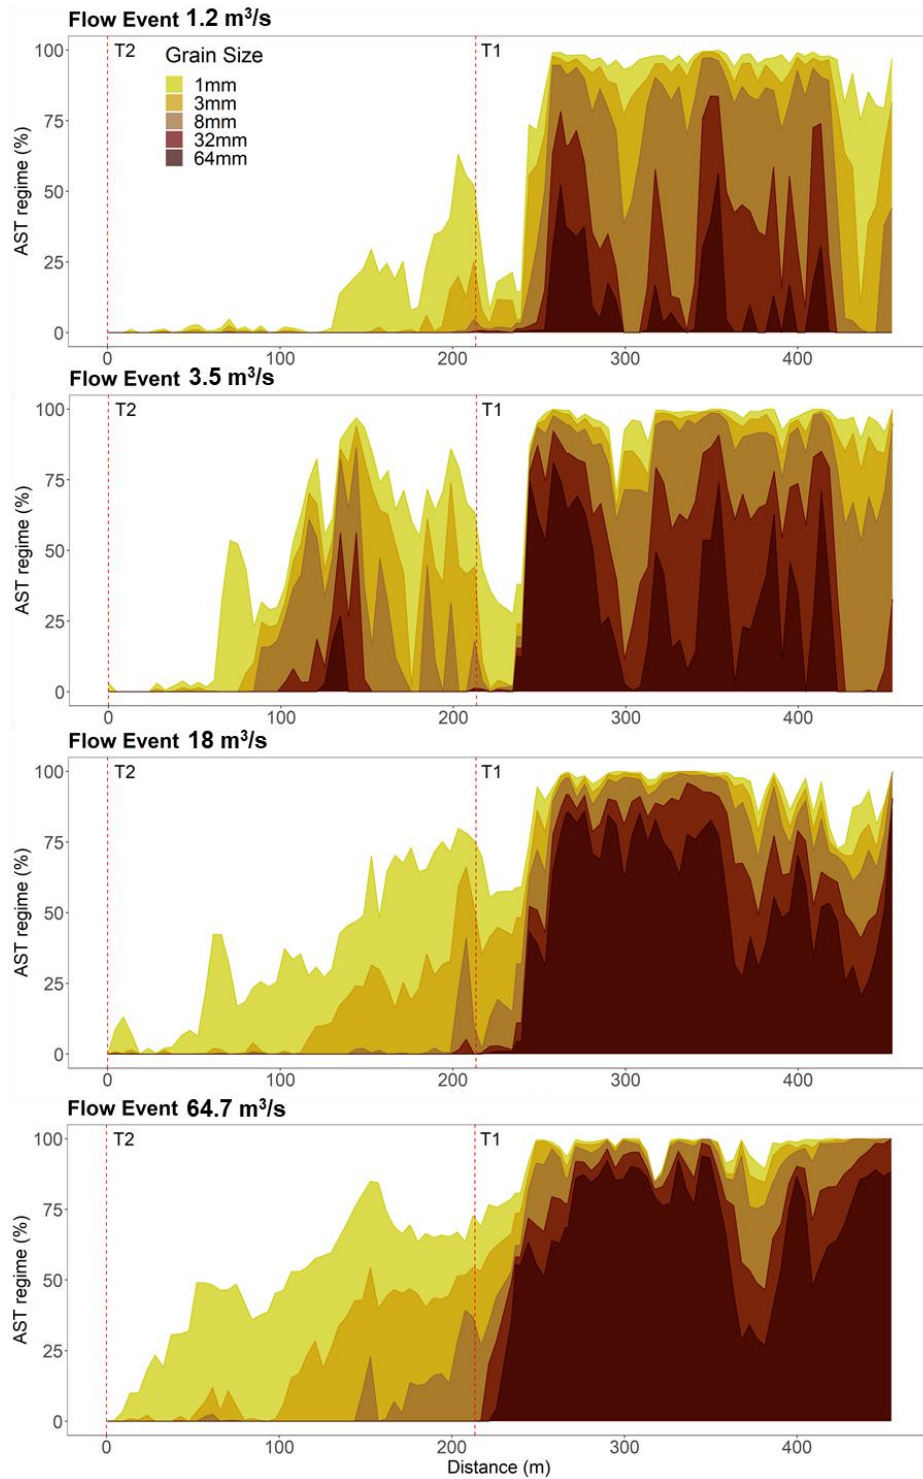 Flow Event 1.2 m³/s
T2
T1
Grain Size
1mm
3mm
8mm
32mm
64mm
AST regime (%)
100
75
50
25
0
0 100 200 300 400
Flow Event 3.5 m³/s
T2
T1
AST regime (%)
100
75
50
25
0
0 100 200 300 400
Flow Event 18 m³/s
T2
T1
AST regime (%)
100
75
50
25
0
0 100 200 300 400
Flow Event 64.7 m³/s
T2
T1
AST regime (%)
100
75
50
25
0
0 100 200 300 400
Distance (m)